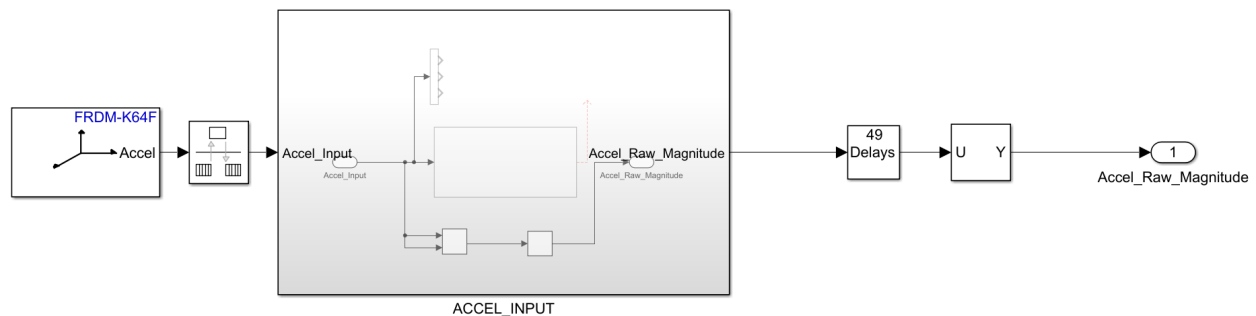 FRDM-K64F
Accel
Accel_Input
Accel_Input
Accel_Raw_Magnitude
Accel_Raw_Magnitude
ACCEL_INPUT
49
Delays
U Y
1
Accel_Raw_Magnitude